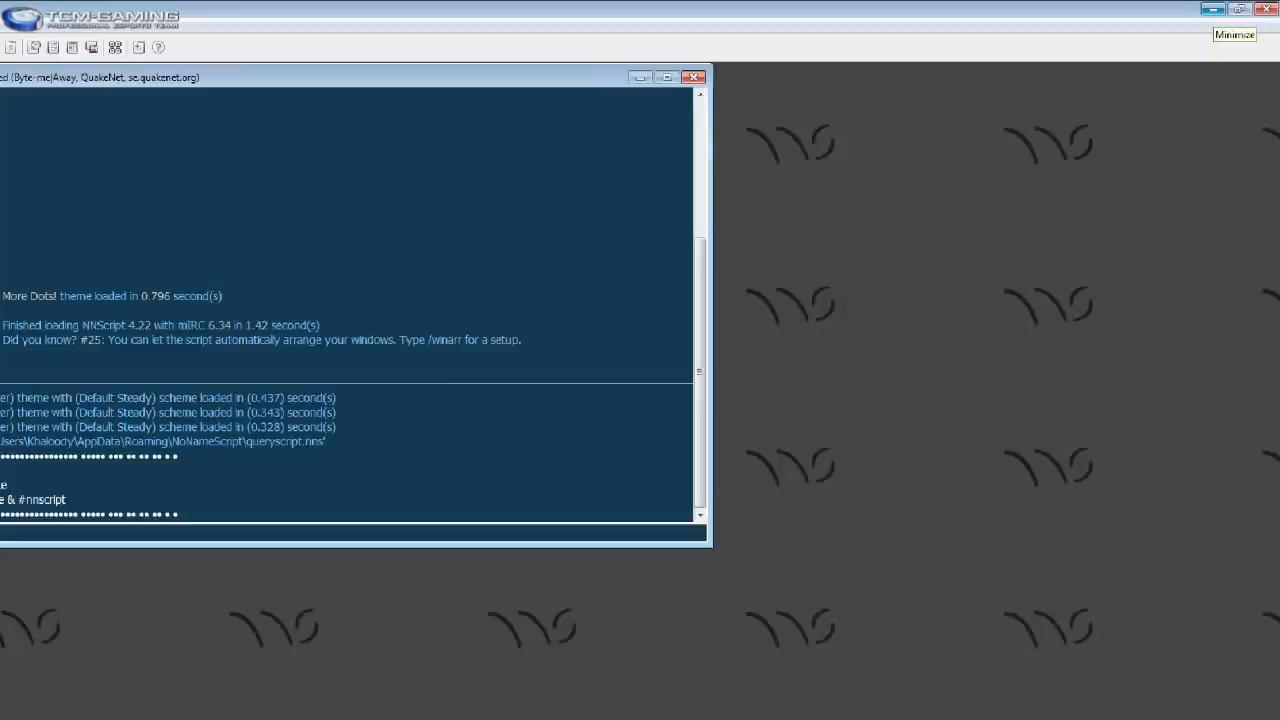 TCM-GAMING
PROFESSIONAL ESPORTS TEAM
Minimize
ed (Byte-me|Away, QuakeNet, se.quakenet.org)
More Dots! theme loaded in 0.796 second(s)
Finished loading NNScript 4.22 with mIRC 6.34 in 1.42 second(s)
Did you know? #25: You can let the script automatically arrange your windows. Type /winarr for a setup.
er) theme with (Default Steady) scheme loaded in (0.437) second(s)
er) theme with (Default Steady) scheme loaded in (0.343) second(s)
er) theme with (Default Steady) scheme loaded in (0.328) second(s)
sers\Khaloody\AppData\Roaming\NoNameScript\queryscript.nns'
te
e & #nnscript